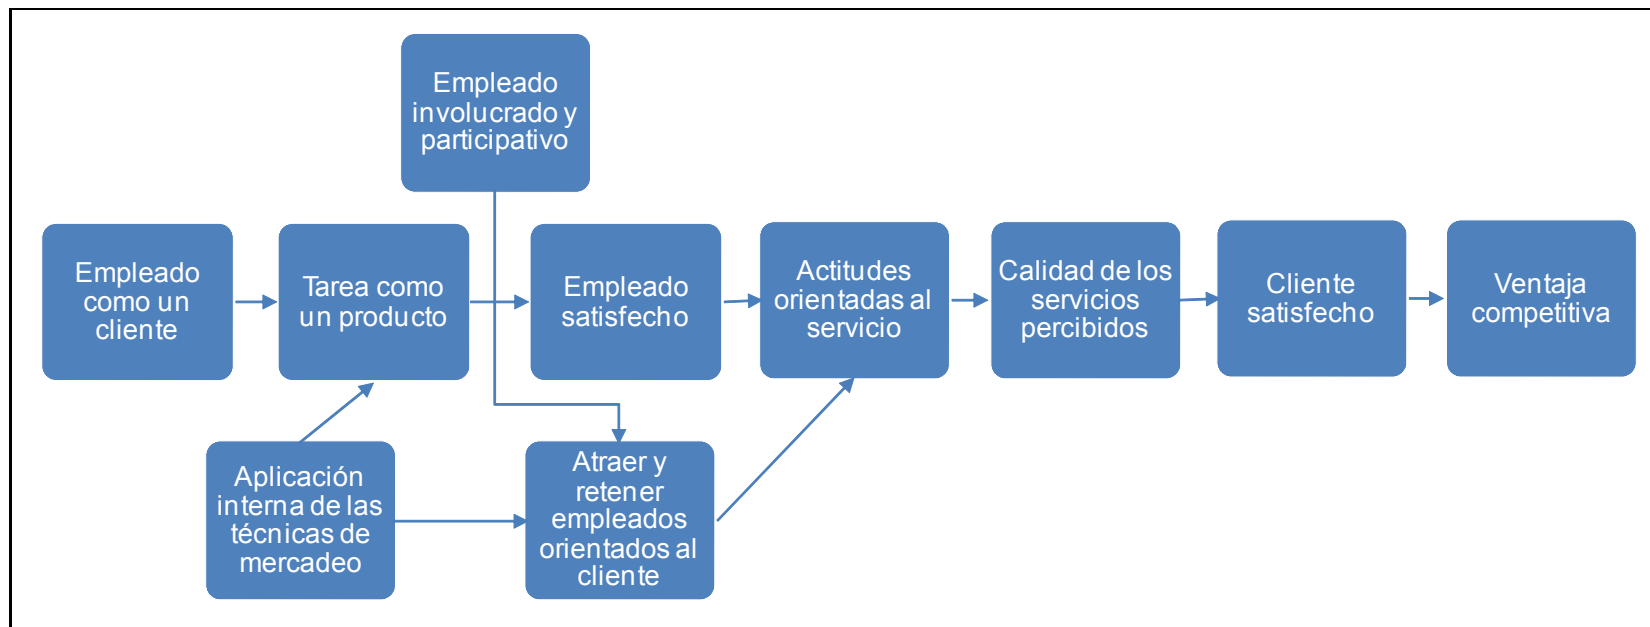 Empleado
involucrado y
participativo
Empleado
como un
cliente
Tarea como
un producto
Empleado
satisfecho
Actitudes
orientadas al
servicio
Calidad de los
servicios
percibidos
Cliente
satisfecho
Ventaja
competitiva
Aplicación
interna de las
técnicas de
mercadeo
Atraer y
retener
empleados
orientados al
cliente